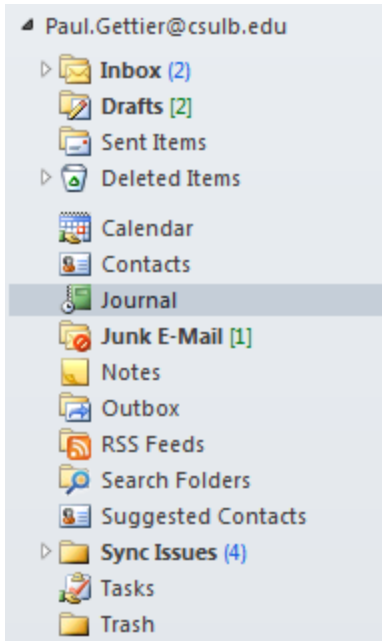 Paul.Gettier@csulb.edu
Inbox (2)
Drafts [2]
Sent Items
Deleted Items
Calendar
Contacts
Journal
Junk E-Mail [1]
Notes
Outbox
RSS Feeds
Search Folders
Suggested Contacts
Sync Issues (4)
Tasks
Trash